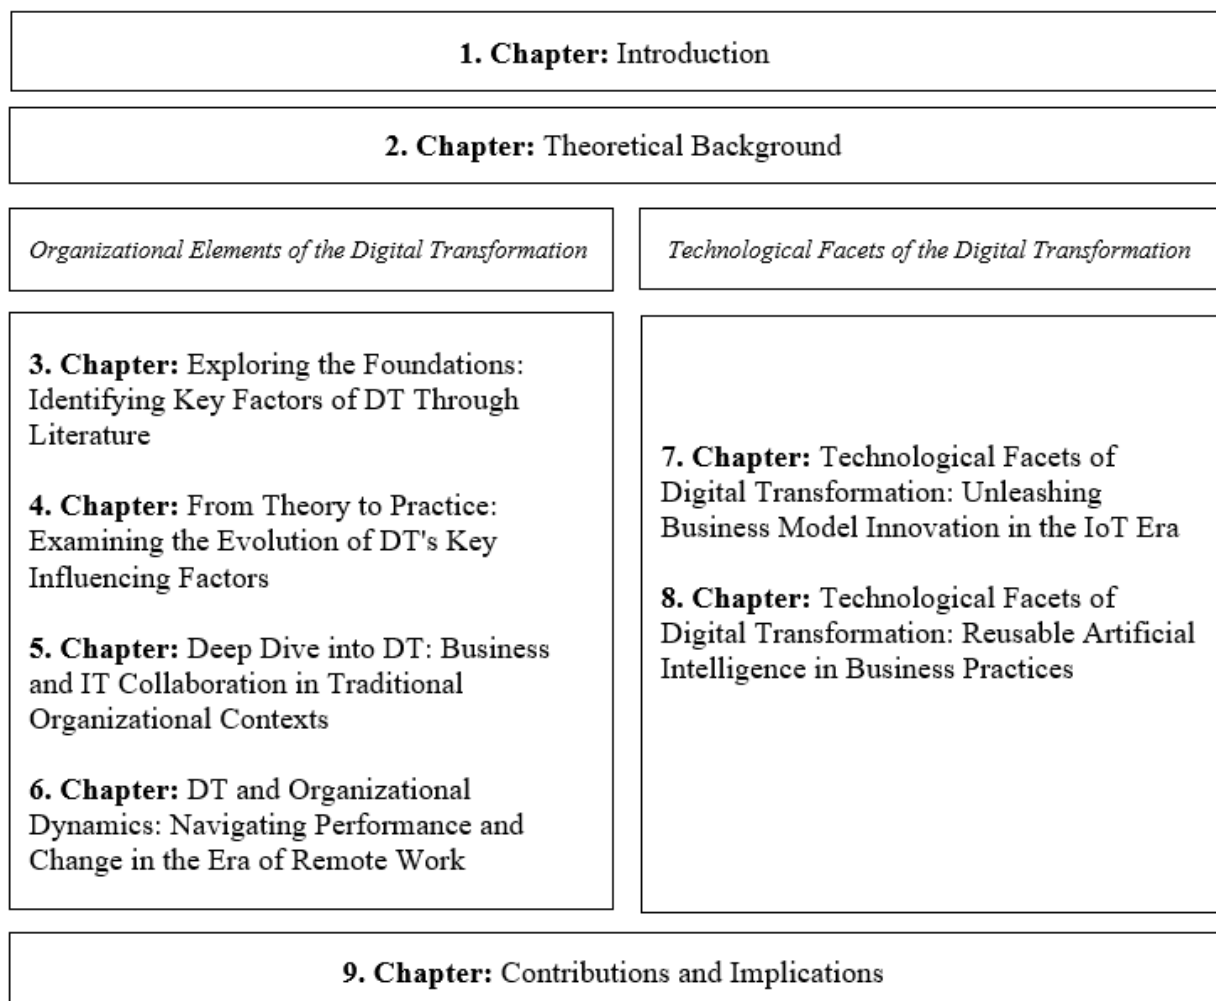 1. Chapter: Introduction
2. Chapter: Theoretical Background
Organizational Elements of the Digital Transformation
Technological Facets of the Digital Transformation
3. Chapter: Exploring the Foundations:
Identifying Key Factors of DT Through
Literature
4. Chapter: From Theory to Practice:
Examining the Evolution of DT's Key
Influencing Factors
5. Chapter: Deep Dive into DT: Business
and IT Collaboration in Traditional
Organizational Contexts
6. Chapter: DT and Organizational
Dynamics: Navigating Performance and
Change in the Era of Remote Work
7. Chapter: Technological Facets of
Digital Transformation: Unleashing
Business Model Innovation in the IoT Era
8. Chapter: Technological Facets of
Digital Transformation: Reusable Artificial
Intelligence in Business Practices
9. Chapter: Contributions and Implications